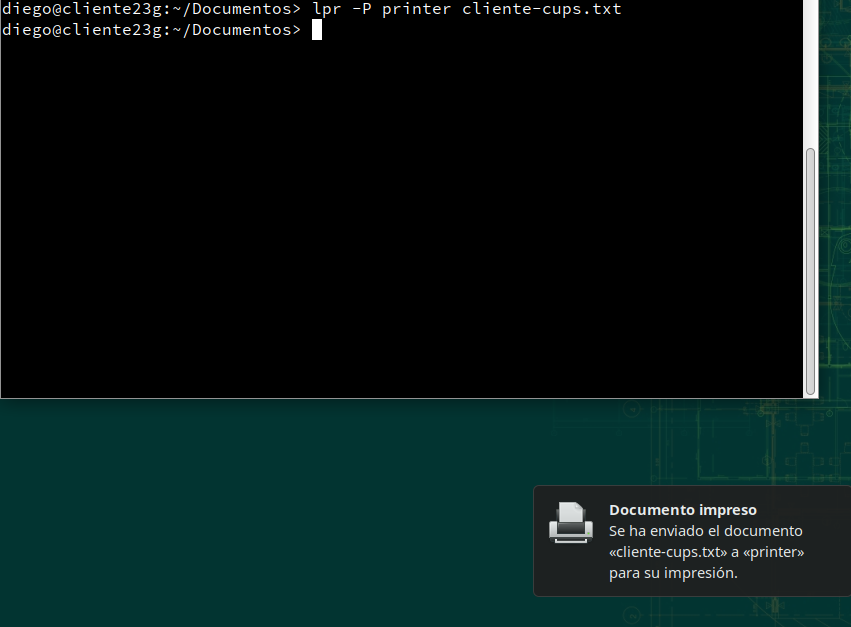 diego@cliente23g:~/Documentos> lpr -P printer cliente-cups.txt
diego@cliente23g:~/Documentos>
Documento impreso
Se ha enviado el documento
«cliente-cups.txt» a «printer»
para su impresión.